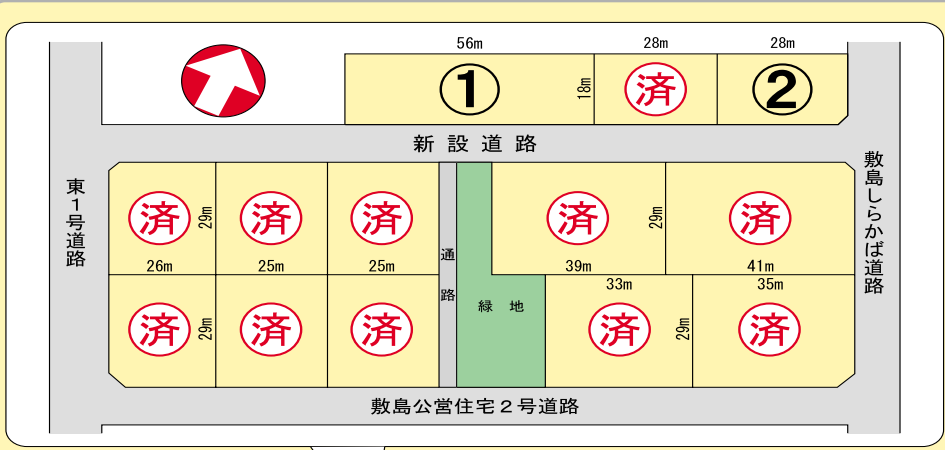 56m
28m
28m
①
18m
済
②
新設道路
東1号道路
敷島しらかば道路
済
29m
済
済
済
29m
済
26m
25m
25m
通路
39m
41m
33m
35m
緑地
済
29m
済
済
済
29m
済
敷島公営住宅2号道路